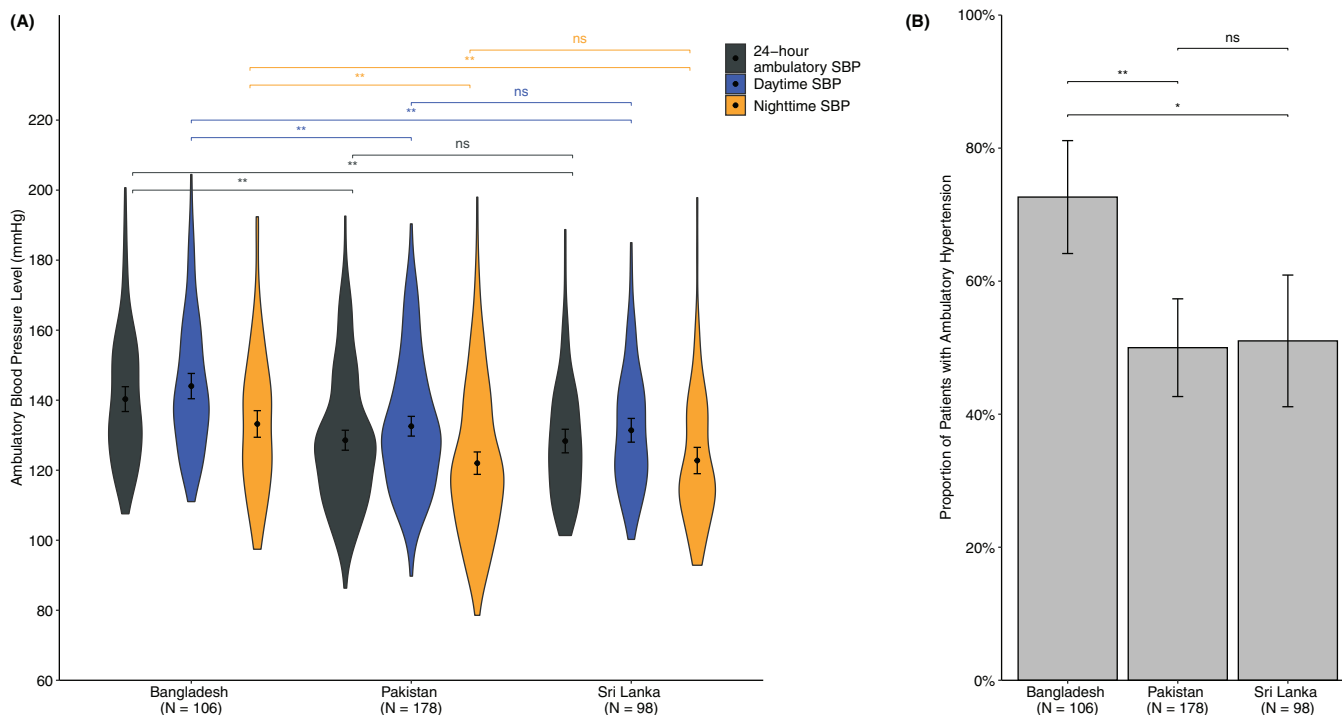 (A)
Ambulatory Blood Pressure Level (mmHg)
220
200
180
160
140
120
100
80
60
ns
**
**
ns
**
**
ns
**
**
24−hour
ambulatory SBP
Daytime SBP
Nighttime SBP
Bangladesh
(N = 106)
Pakistan
(N = 178)
Sri Lanka
(N = 98)
(B)
Proportion of Patients with Ambulatory Hypertension
100%
80%
60%
40%
20%
0%
ns
**
*
Bangladesh
(N = 106)
Pakistan
(N = 178)
Sri Lanka
(N = 98)